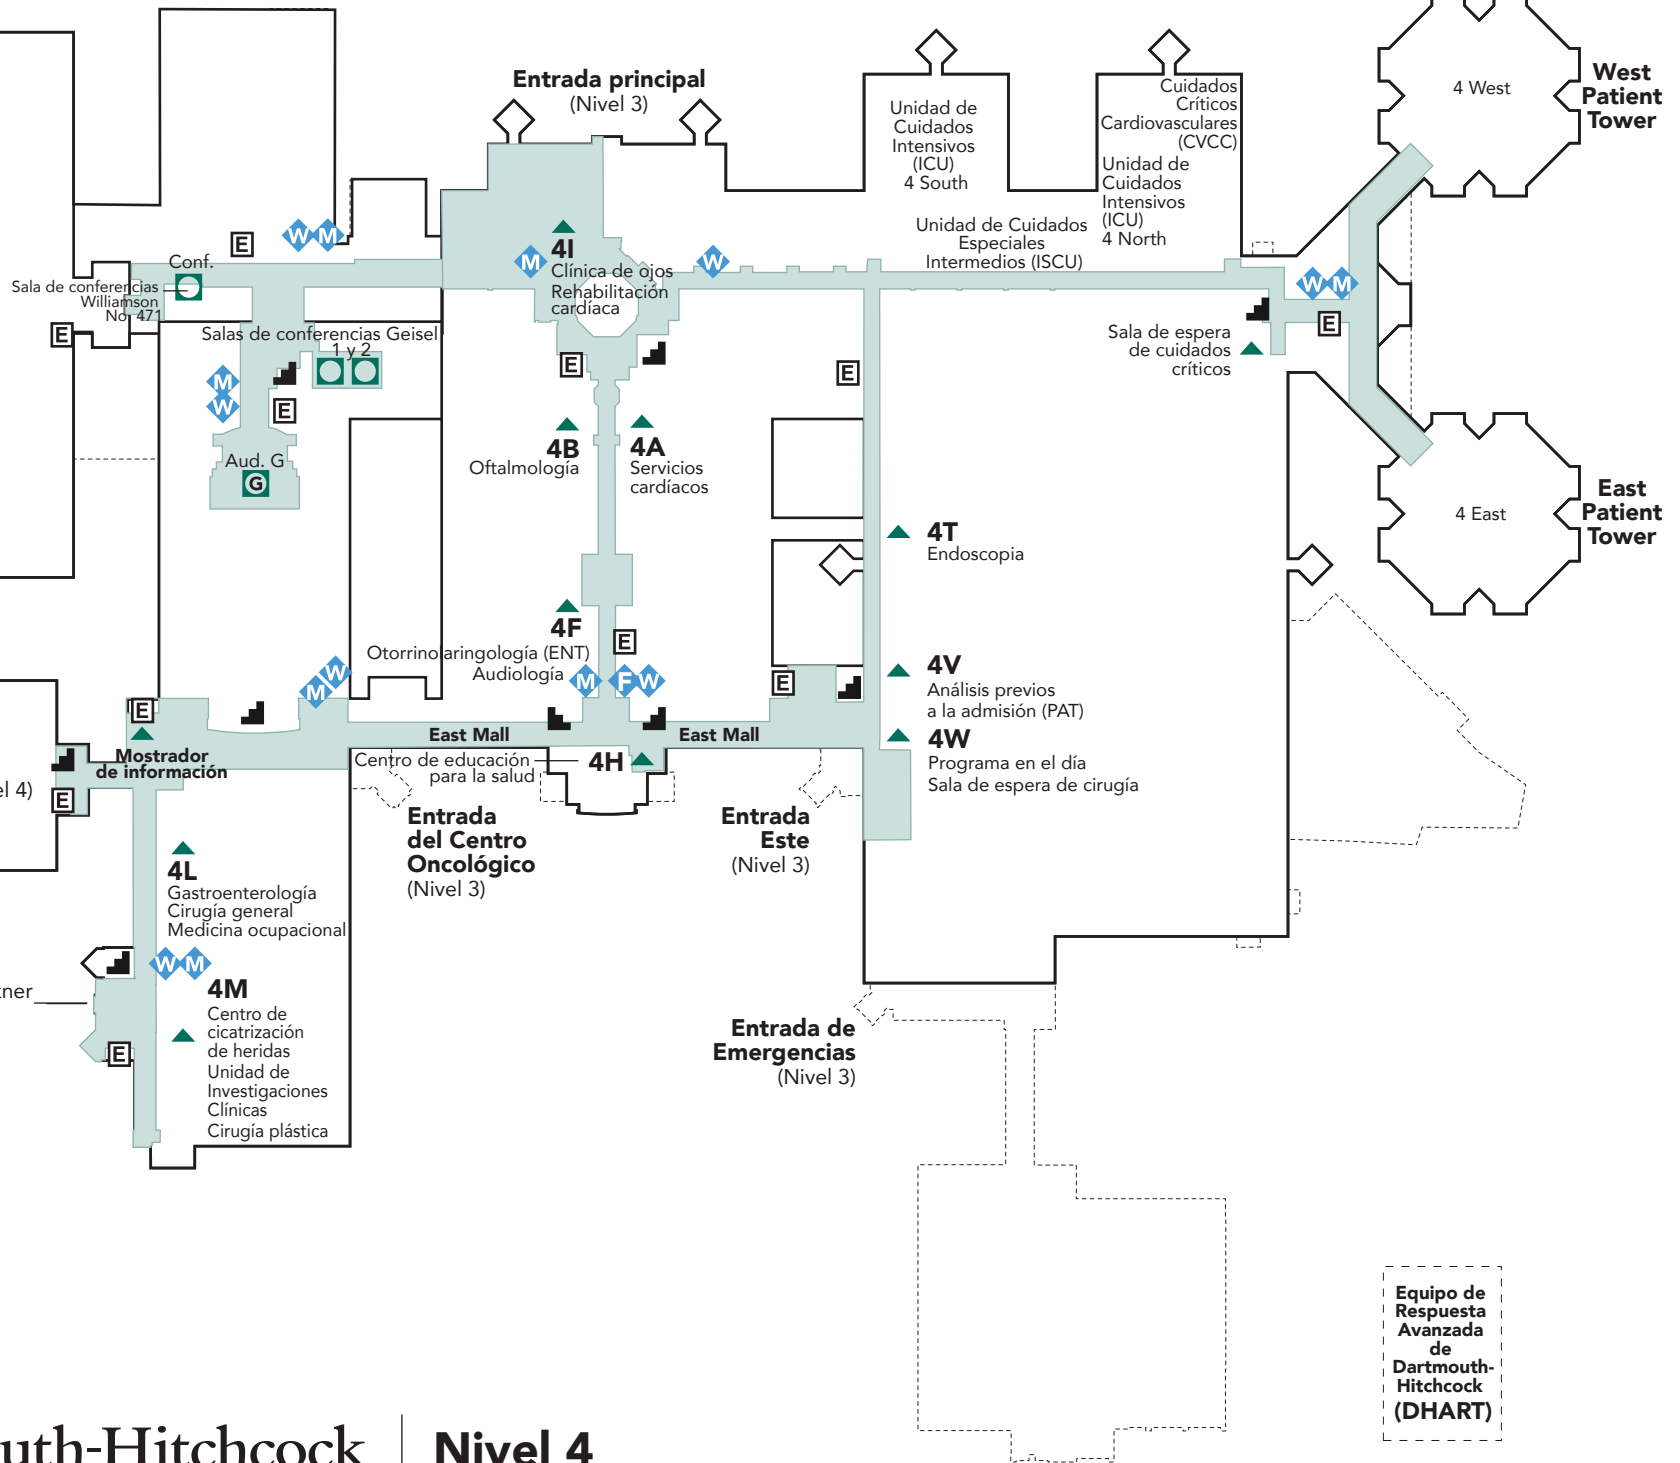 Entrada principal
(Nivel 3)
Unidad de
Cuidados
Intensivos
(ICU)
4 South
Cuidados
Críticos
Cardiovasculares
(CVCC)
Unidad de
Cuidados
Intensivos
(ICU)
4 North
4 West
West
Patient
Tower
Unidad de Cuidados
Especiales
Intermedios (ISCU)
E
W M
Conf.
Sala de conferencias
Williamson
No. 471
E
M
4I
Clínica de ojos
Rehabilitación
cardíaca
W
W M
E
Salas de conferencias Geisel
1 y 2
M
W
E
E
E
Sala de espera
de cuidados
críticos
Aud. G
G
4B
Oftalmología
4A
Servicios
cardíacos
4T
Endoscopia
4 East
East
Patient
Tower
4F
Otorrinolaringología (ENT)
Audiología
E
M
F W
W
M
E
E
4V
Análisis previos
a la admisión (PAT)
4W
Programa en el día
Sala de espera de cirugía
East Mall
East Mall
Mostrador
de información
Centro de educación
para la salud
4H
el 4)
E
Entrada
del Centro
Oncológico
(Nivel 3)
Entrada
Este
(Nivel 3)
4L
Gastroenterología
Cirugía general
Medicina ocupacional
W M
4M
Centro de
cicatrización
de heridas
Unidad de
Investigaciones
Clínicas
Cirugía plástica
E
Entrada de
Emergencias
(Nivel 3)
Equipo de
Respuesta
Avanzada
de
Dartmouth-
Hitchcock
(DHART)
uth-Hitchcock
Nivel 4